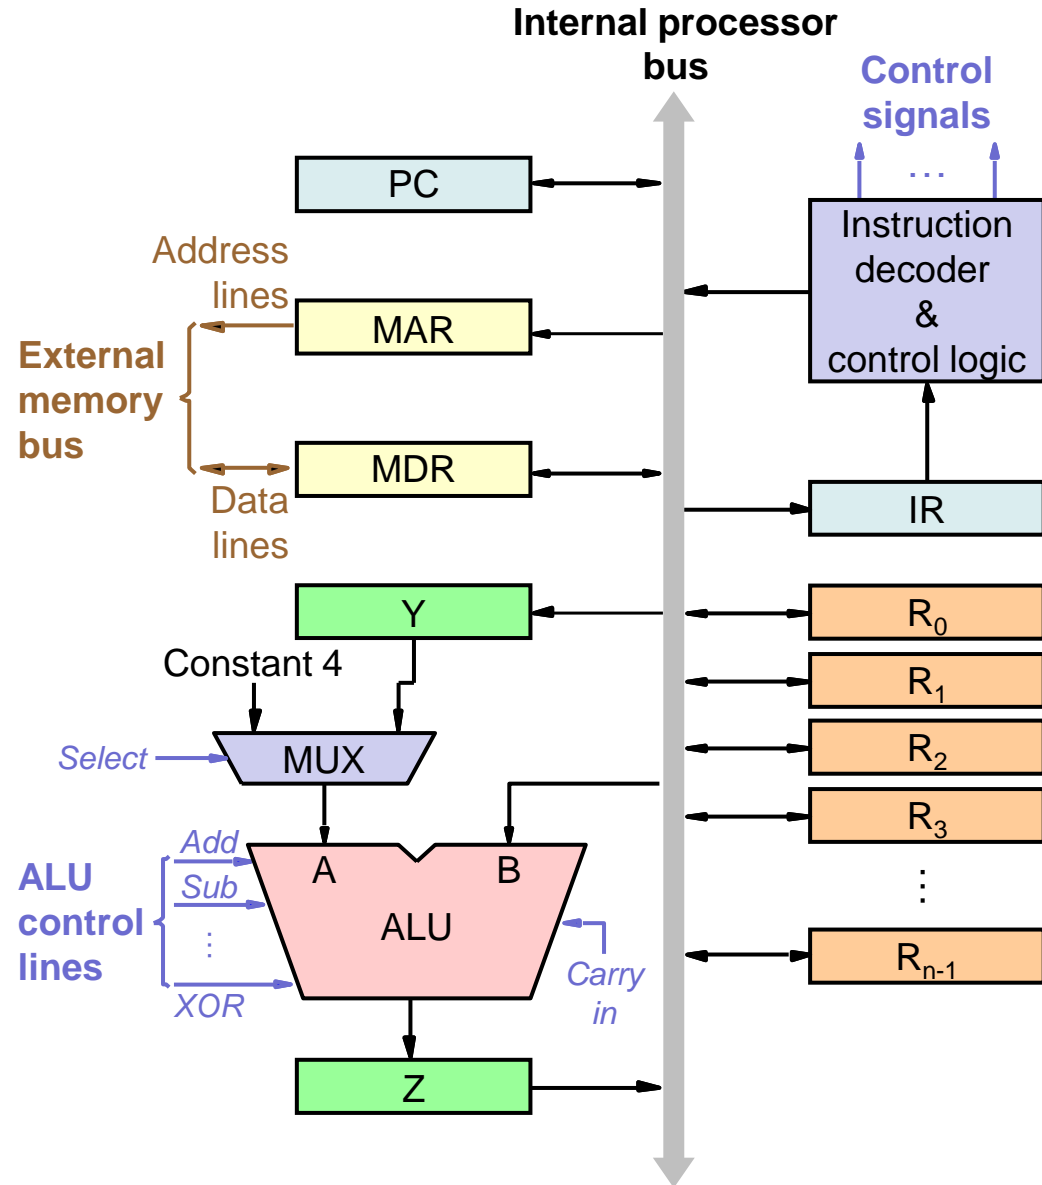 Internal processor
bus
Control
signals
...
PC
Instruction
decoder
&
control logic
Address
lines
MAR
External
memory
bus
MDR
Data
lines
IR
Y
R0
Constant 4
R1
Select
MUX
R2
R3
ALU
control
lines
Add
Sub
⋮
XOR
A
B
ALU
Carry
in
⋮
Rn-1
Z